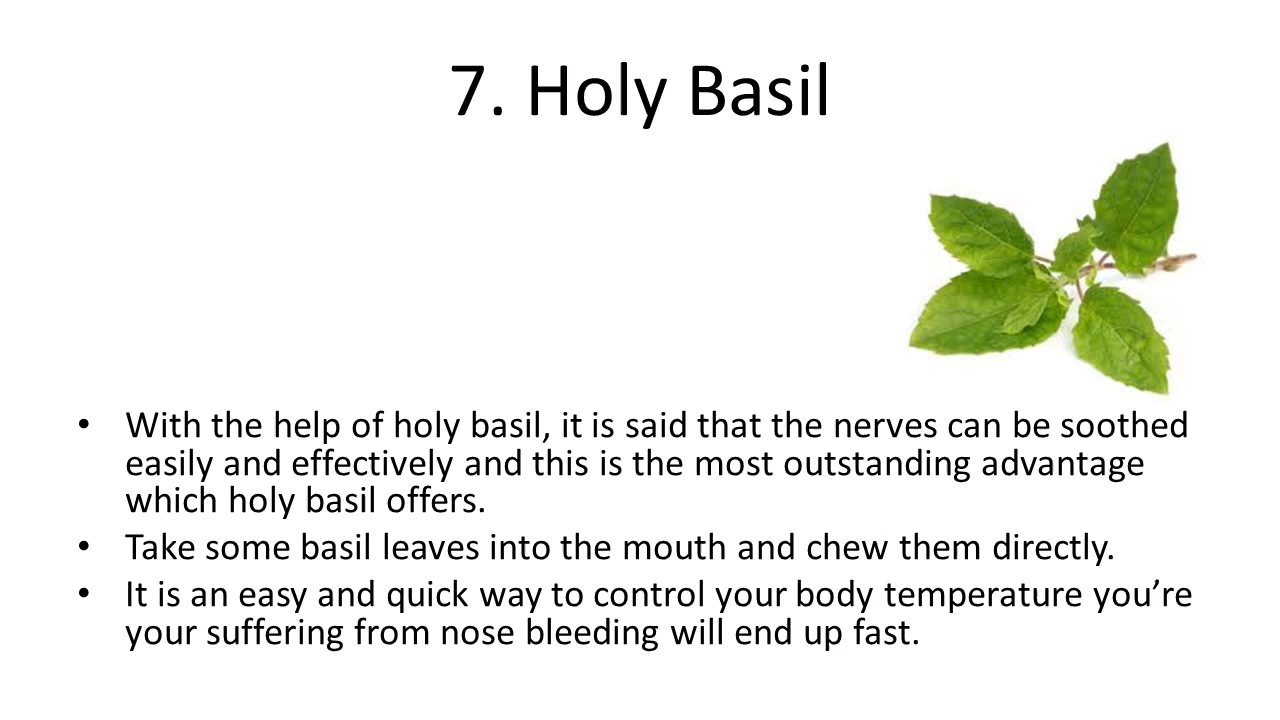 7. Holy Basil
• With the help of holy basil, it is said that the nerves can be soothed
easily and effectively and this is the most outstanding advantage
which holy basil offers.
• Take some basil leaves into the mouth and chew them directly.
• It is an easy and quick way to control your body temperature you’re
your suffering from nose bleeding will end up fast.